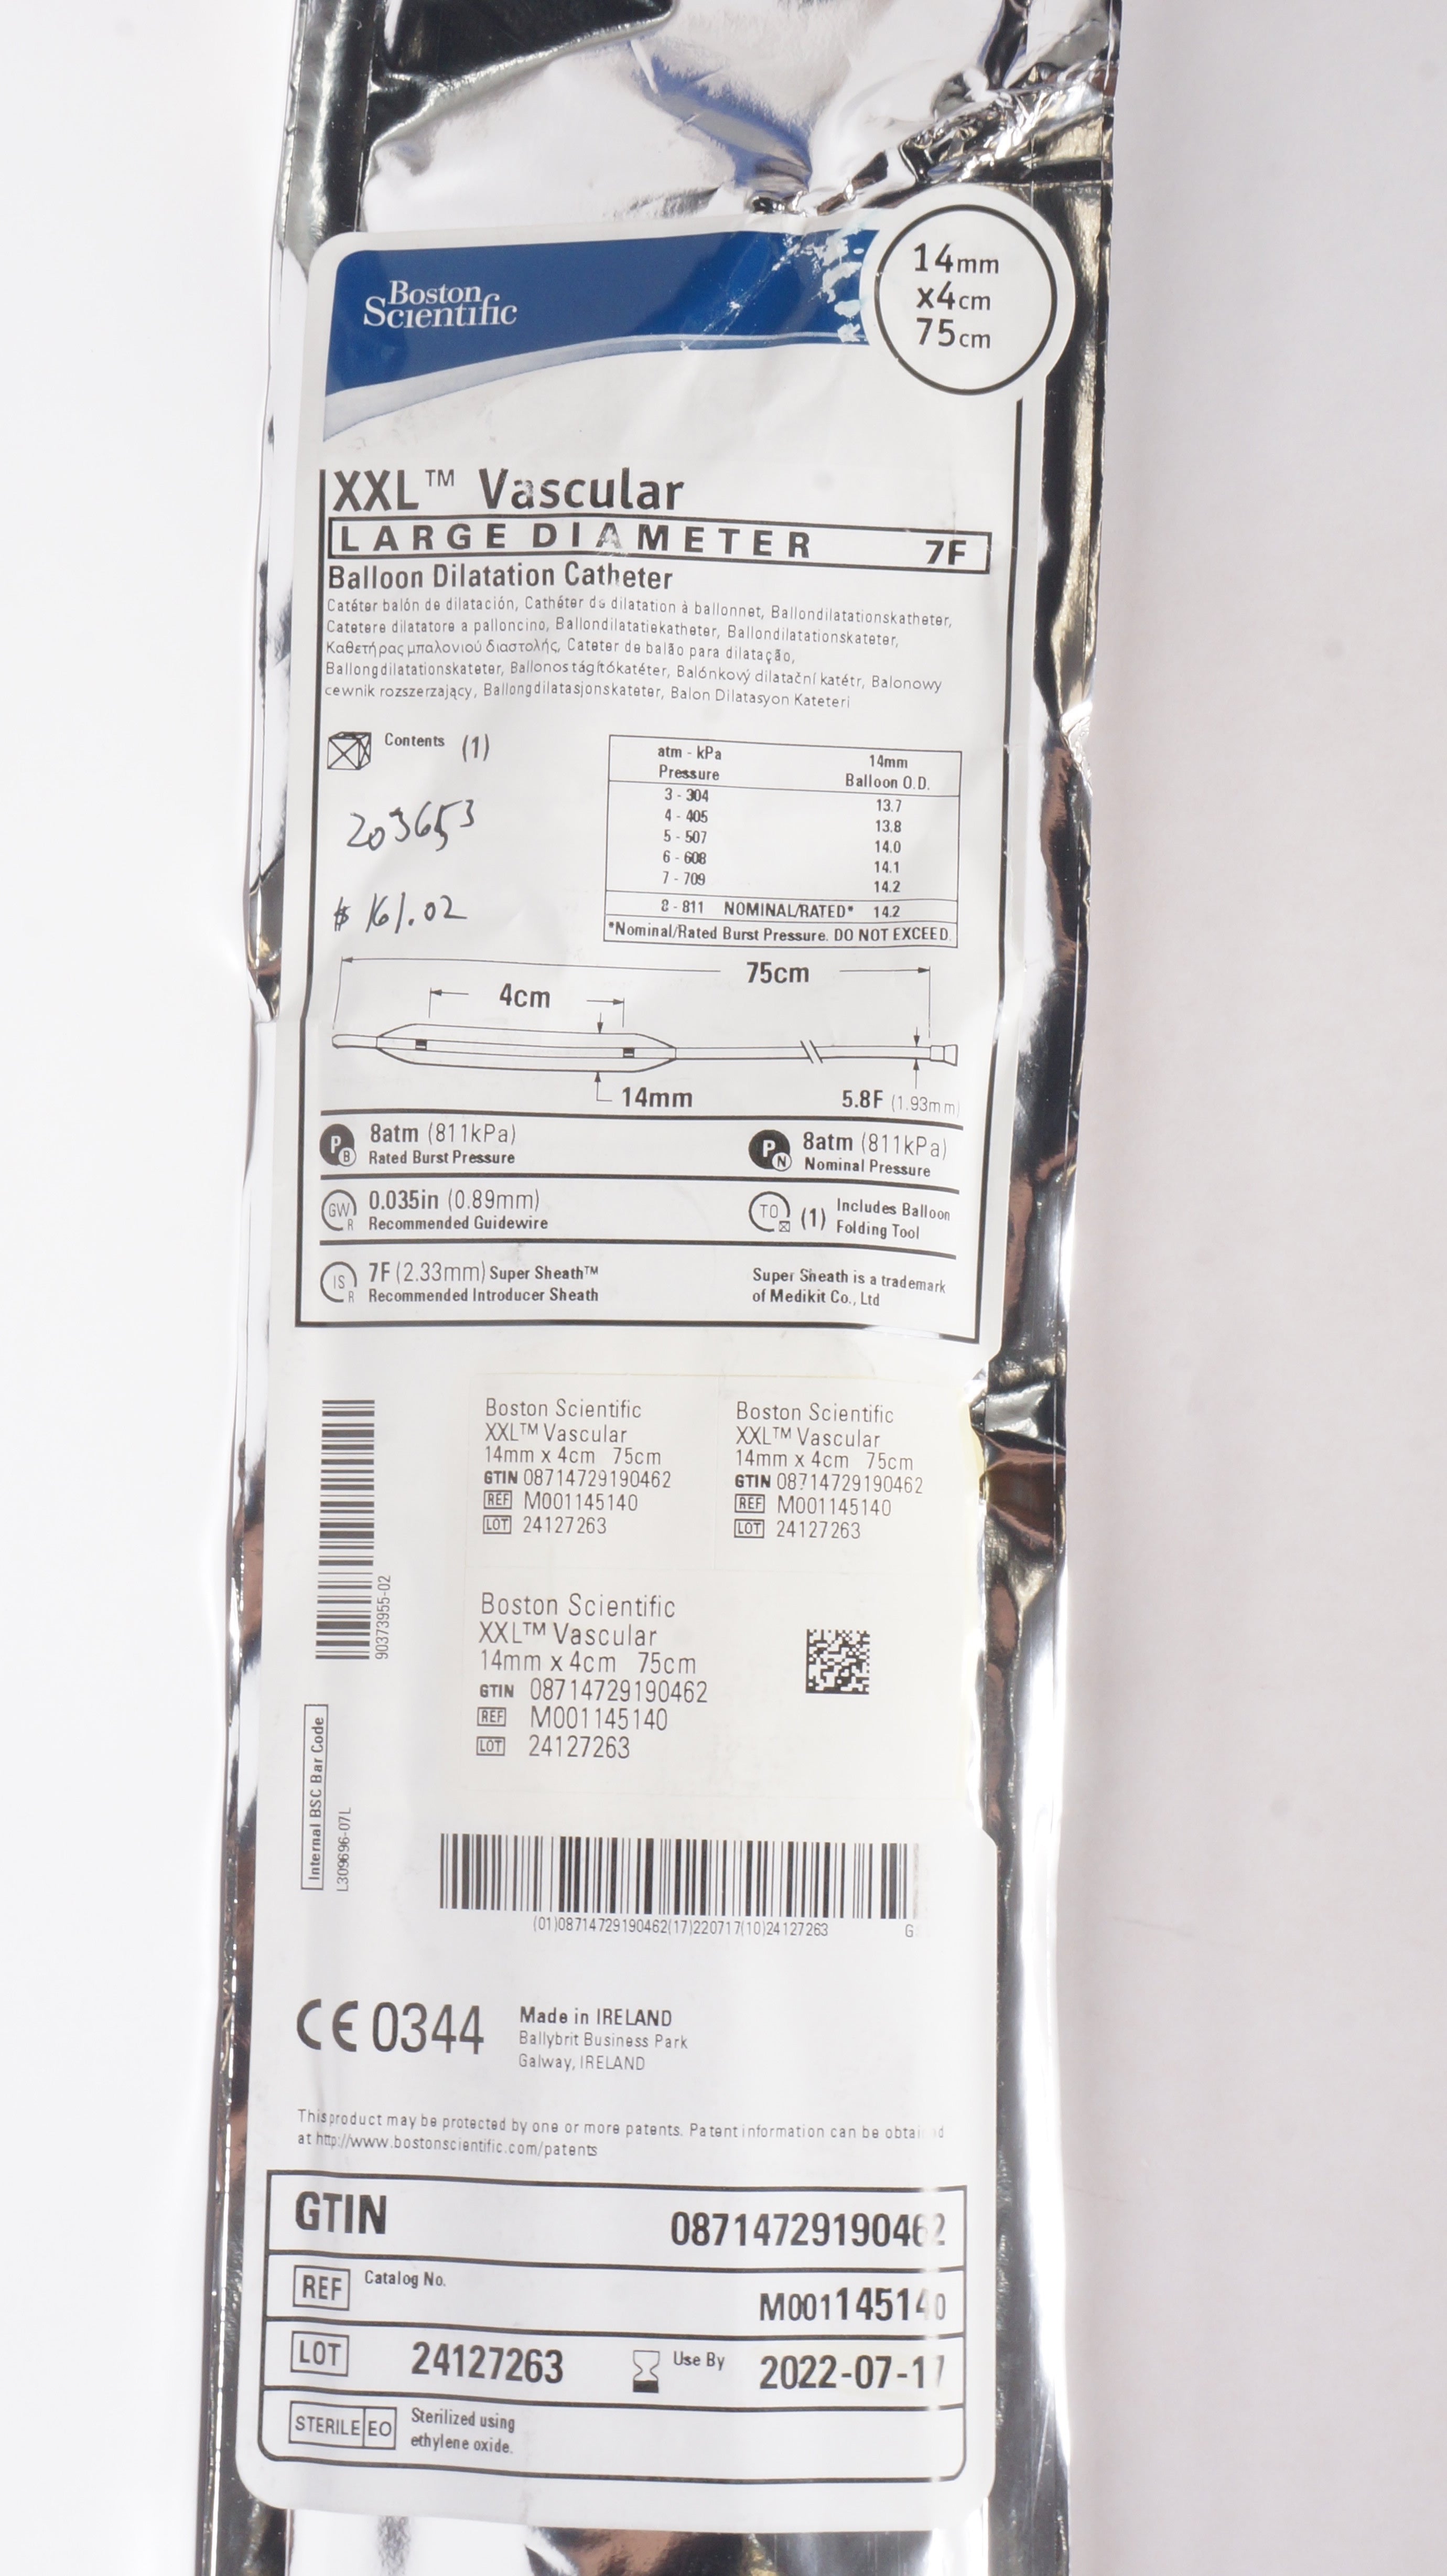 Boston
Scientific
14mm
x4cm
75cm
XXL™ Vascular
LARGE DIAMETER 7F
Balloon Dilatation Catheter
Catéter balón de dilatación, Cathéter de dilatation à ballonnet, Ballondilatationskatheter,
Catetere dilatatore a palloncino, Ballondilatatiekatheter, Ballondilatationskateter,
Καθετήρας μπαλονιού διαστολής, Cateter de balão para dilatação,
Ballongdilatationskateter, Ballonos tágítókatéter, Balónkový dilatační katétr, Balonowy
cewnik rozszerzający, Ballongdilatasjonskateter, Balon Dilatasyon Kateteri
Contents (1)
203653
$ 161.02
atm - kPa 14mm
Pressure Balloon O.D.
3 - 304 13.7
4 - 405 13.8
5 - 507 14.0
6 - 608 14.1
7 - 709 14.2
8 - 811 NOMINAL/RATED* 14.2
*Nominal/Rated Burst Pressure. DO NOT EXCEED.
75cm
4cm
14mm
5.8F (1.93mm)
PB 8atm (811kPa)
Rated Burst Pressure
PN 8atm (811kPa)
Nominal Pressure
GW R 0.035in (0.89mm)
Recommended Guidewire
TO (1) Includes Balloon
Folding Tool
IS R 7F (2.33mm) Super Sheath™
Recommended Introducer Sheath
Super Sheath is a trademark
of Medikit Co., Ltd
90373955-02
Internal BSC Bar Code
L309696-07L
Boston Scientific
XXL™ Vascular
14mm x 4cm 75cm
GTIN 08714729190462
REF M001145140
LOT 24127263
Boston Scientific
XXL™ Vascular
14mm x 4cm 75cm
GTIN 08714729190462
REF M001145140
LOT 24127263
Boston Scientific
XXL™ Vascular
14mm x 4cm 75cm
GTIN 08714729190462
REF M001145140
LOT 24127263
(01)08714729190462(17)220717(10)24127263
CE 0344
Made in IRELAND
Ballybrit Business Park
Galway, IRELAND
This product may be protected by one or more patents. Patent information can be
at http://www.bostonscientific.com/patents
GTIN 08714729190462
REF Catalog No. M001145140
LOT 24127263 Use By 2022-07-17
STERILE EO Sterilized using
ethylene oxide.